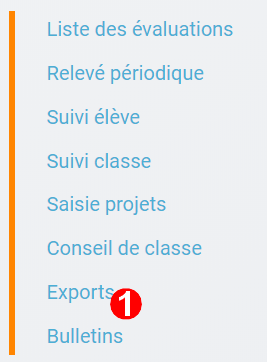 Liste des évaluations
Relevé périodique
Suivi élève
Suivi classe
Saisie projets
Conseil de classe
Exports
1
Bulletins